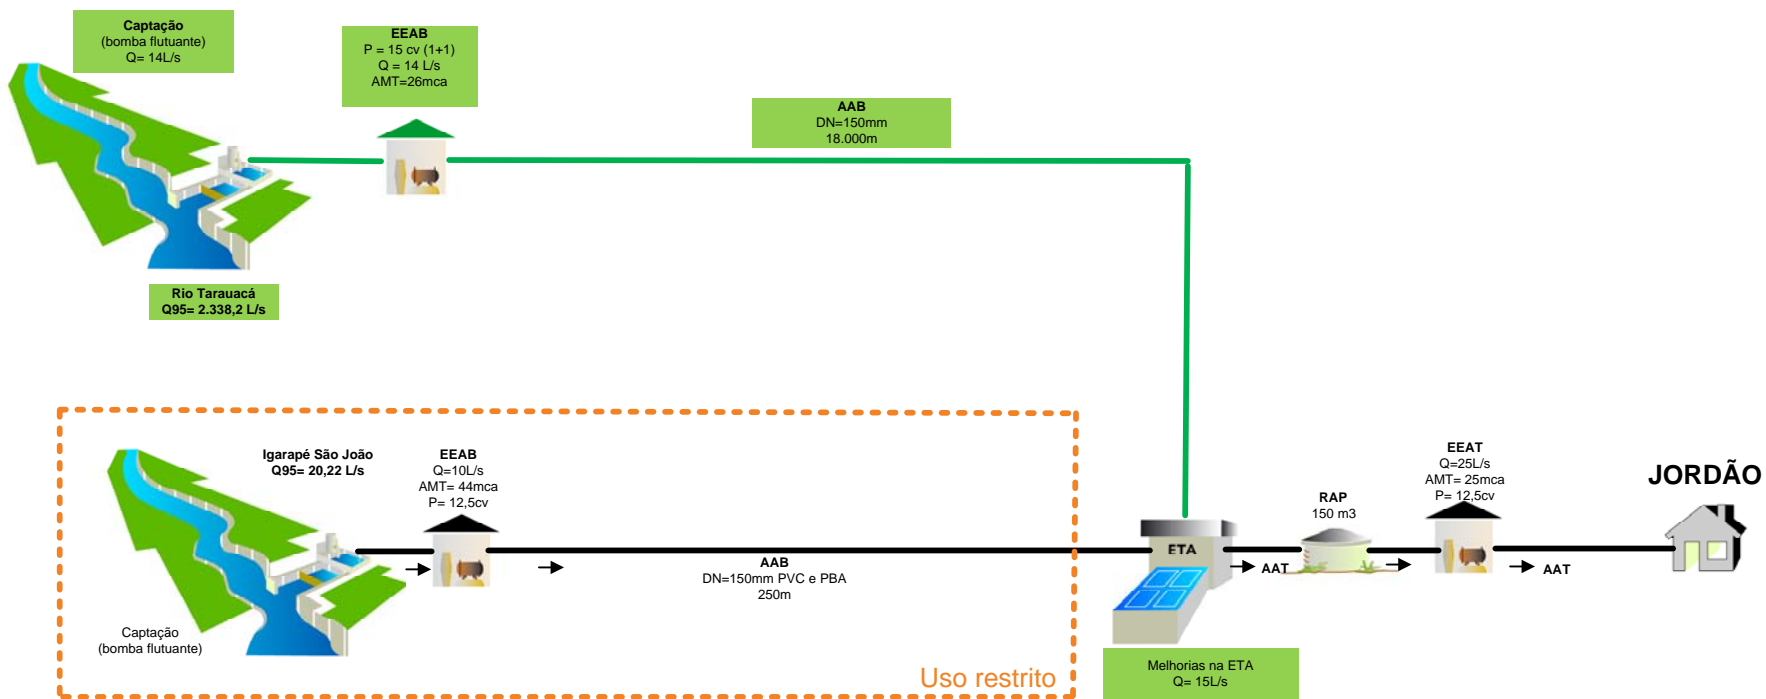 Captação
(bomba flutuante)
Q= 14L/s
EEAB
P = 15 cv (1+1)
Q = 14 L/s
AMT=26mca
AAB
DN=150mm
18.000m
Rio Tarauacá
Q95= 2.338,2 L/s
Igarapé São João
Q95= 20,22 L/s
EEAB
Q=10L/s
AMT= 44mca
P= 12,5cv
AAB
DN=150mm PVC e PBA
250m
Captação
(bomba flutuante)
Uso restrito
ETA
AAT
Melhorias na ETA
Q= 15L/s
RAP
150 m3
EEAT
Q=25L/s
AMT= 25mca
P= 12,5cv
AAT
JORDÃO